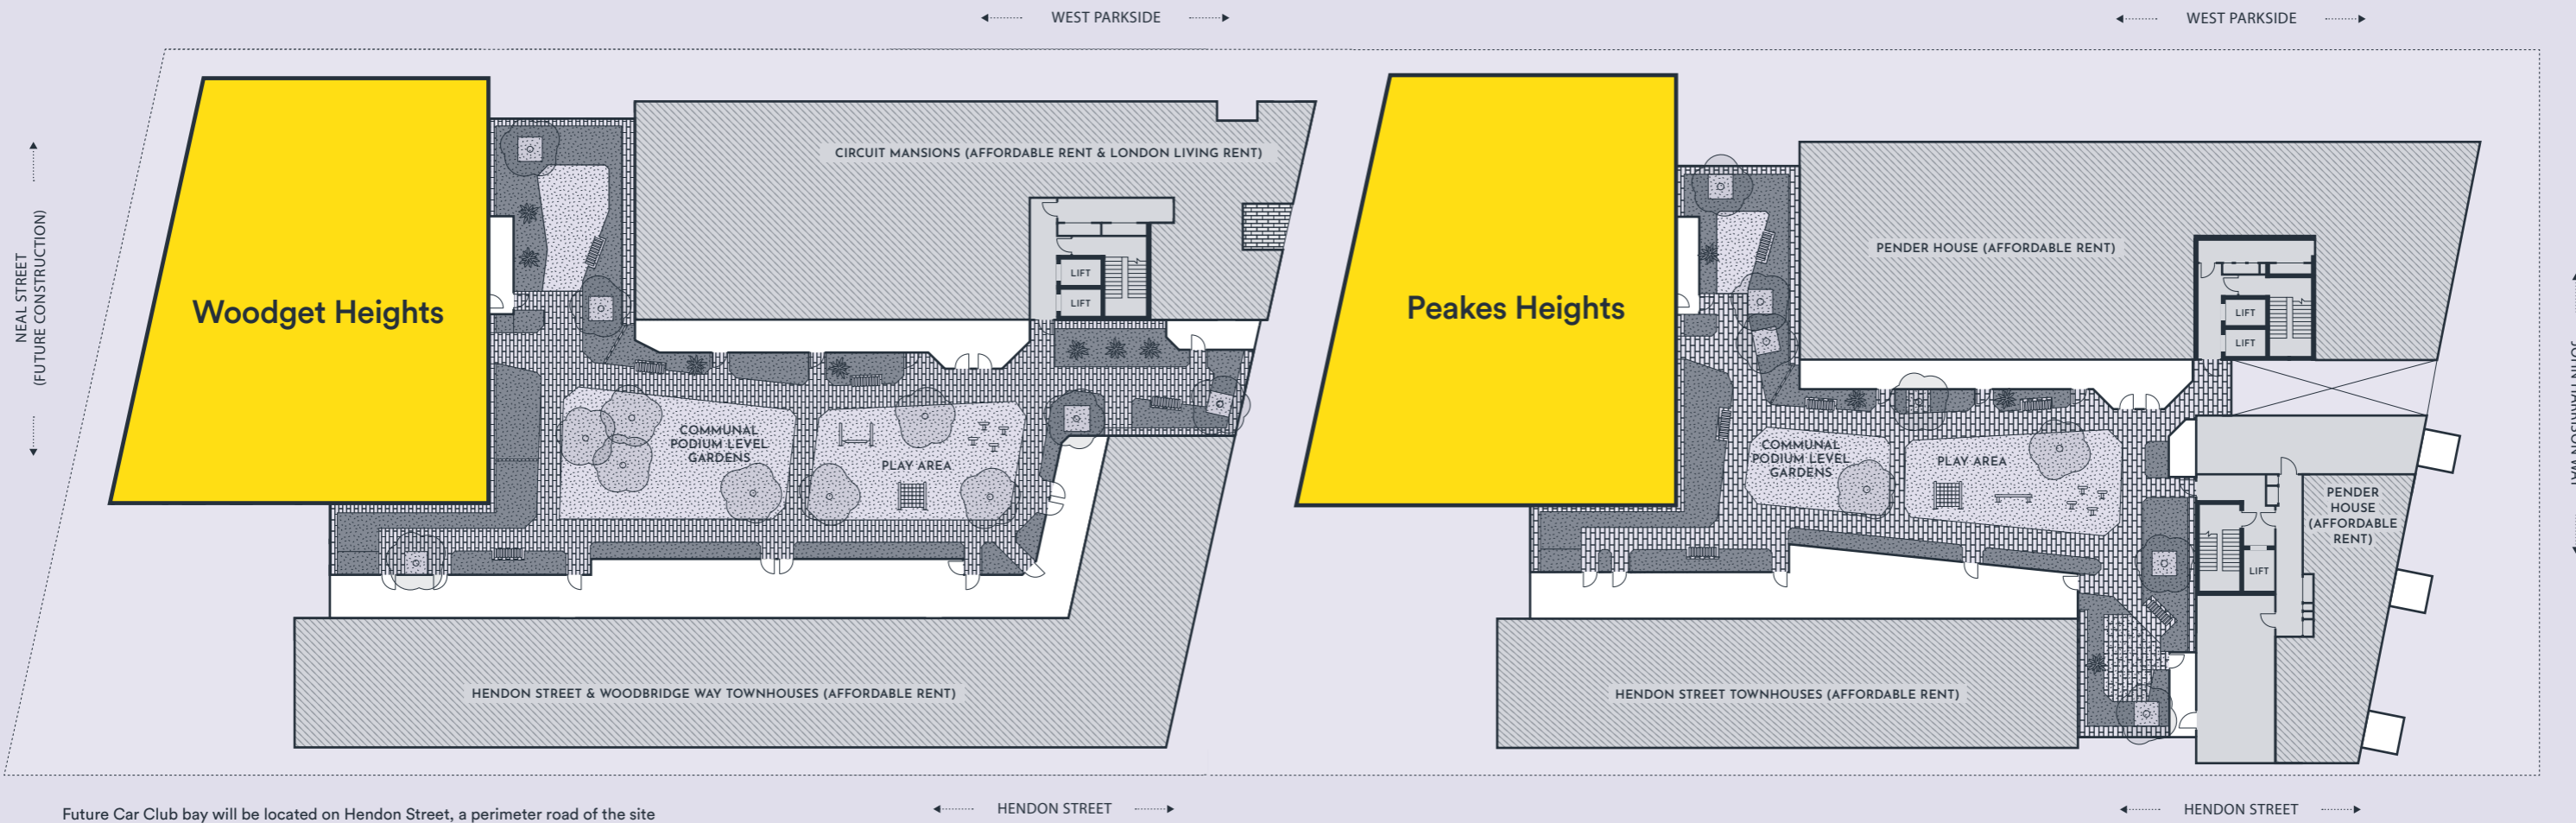 WEST PARKSIDE
WEST PARKSIDE
NEAL STREET
(FUTURE CONSTRUCTION)
Woodget Heights
CIRCUIT MANSIONS (AFFORDABLE RENT & LONDON LIVING RENT)
LIFT
LIFT
COMMUNAL
PODIUM LEVEL
GARDENS
PLAY AREA
HENDON STREET & WOODBRIDGE WAY TOWNHOUSES (AFFORDABLE RENT)
Peakes Heights
PENDER HOUSE (AFFORDABLE RENT)
LIFT
LIFT
COMMUNAL
PODIUM LEVEL
GARDENS
PLAY AREA
PENDER
HOUSE
(AFFORDABLE
RENT)
LIFT
HENDON STREET TOWNHOUSES (AFFORDABLE RENT)
Future Car Club bay will be located on Hendon Street, a perimeter road of the site
HENDON STREET
HENDON STREET